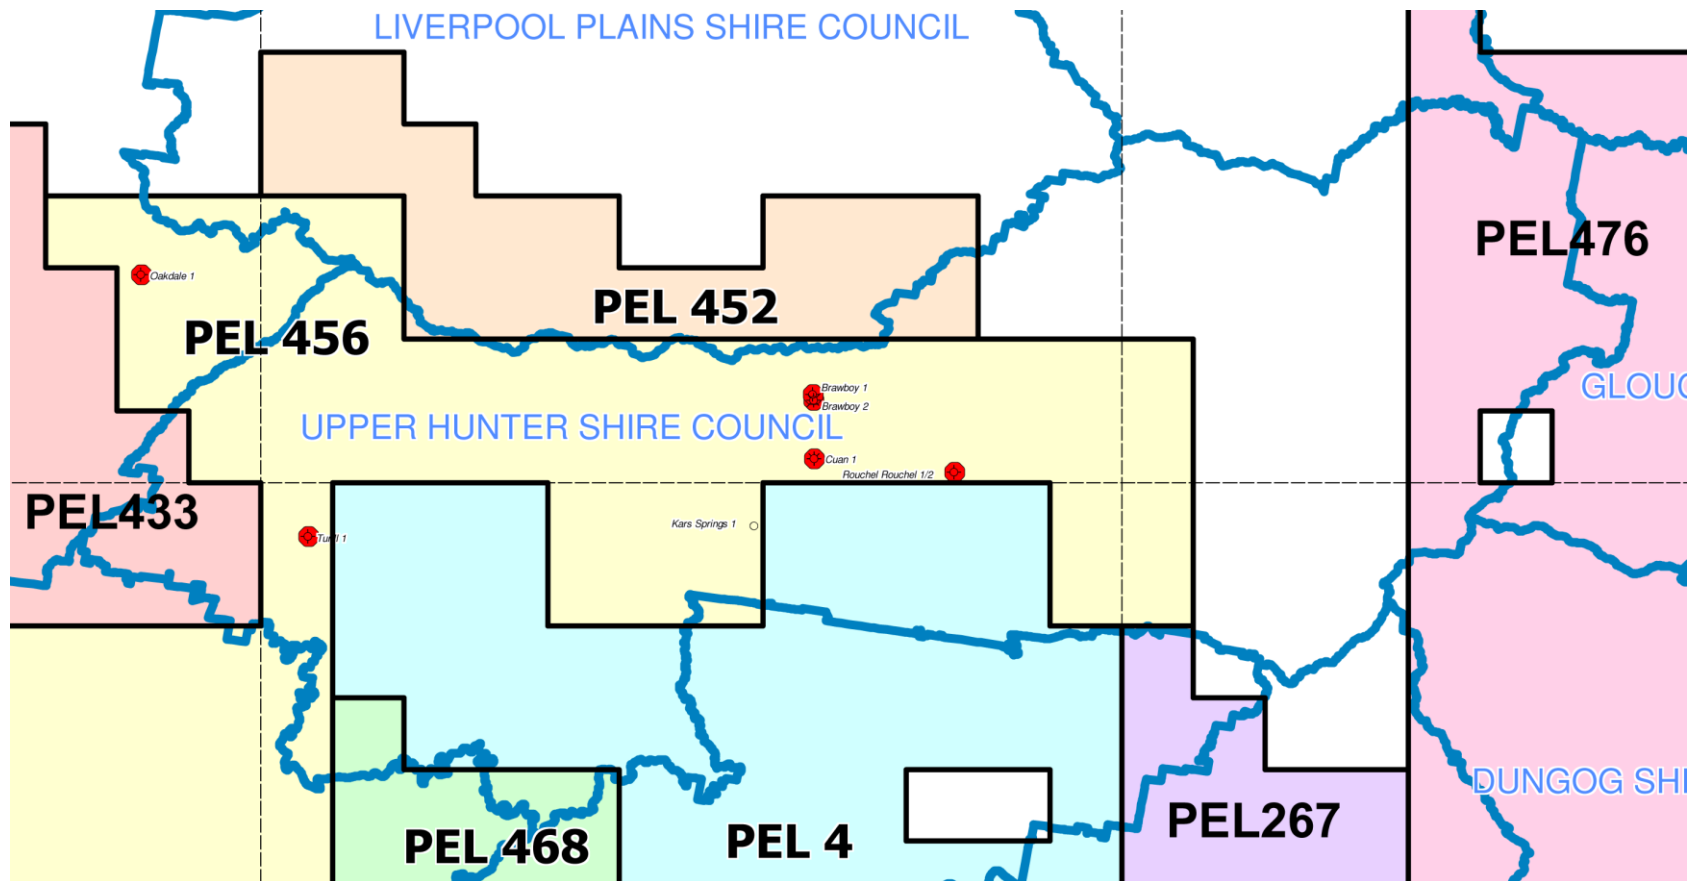 LIVERPOOL PLAINS SHIRE COUNCIL
PEL476
Oakdale 1
PEL 452
PEL 456
Brawboy 1
GLOUC
Brawboy 2
UPPER HUNTER SHIRE COUNCIL
Cuan 1
Rouchel Rouchel 1/2
PEL433
Kars Springs 1
DUNGOG SHI
PEL267
PEL 4
PEL 468